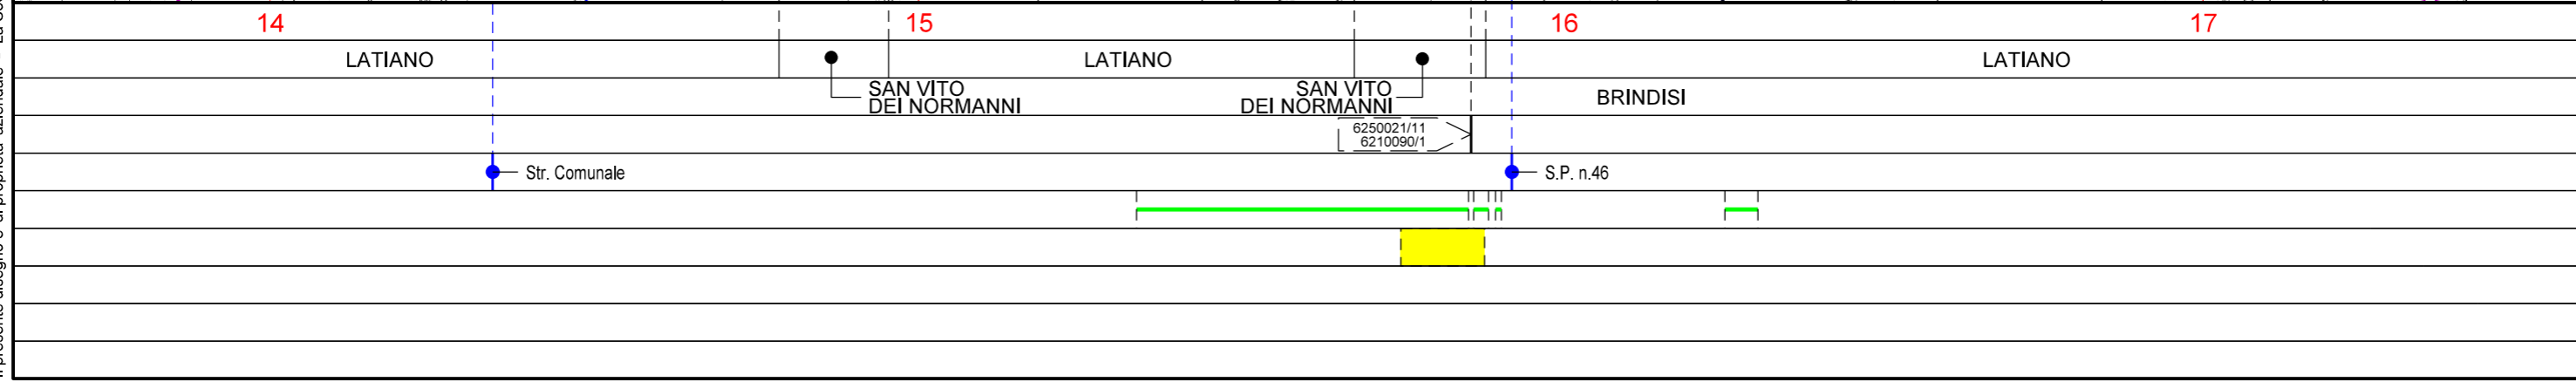 14 15 16 17
LATIANO LATIANO LATIANO
SAN VITO
DEI NORMANNI
SAN VITO
DEI NORMANNI
BRINDISI
6250021/11
6210090/1
Str. Comunale
S.P. n.46